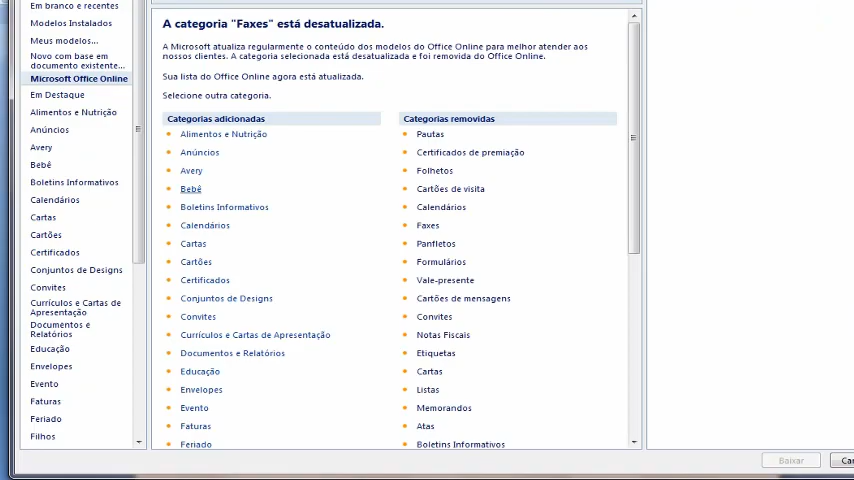 Em branco e recentes
Modelos Instalados
Meus modelos...
Novo com base em
documento existente...
Microsoft Office Online
Em Destaque
Alimentos e Nutrição
Anúncios
Avery
Bebê
Boletins Informativos
Calendários
Cartas
Cartões
Certificados
Conjuntos de Designs
Convites
Currículos e Cartas de
Apresentação
Documentos e
Relatórios
Educação
Envelopes
Evento
Faturas
Feriado
Filhos
A categoria "Faxes" está desatualizada.
A Microsoft atualiza regularmente o conteúdo dos modelos do Office Online para melhor atender aos
nossos clientes. A categoria selecionada está desatualizada e foi removida do Office Online.
Sua lista do Office Online agora está atualizada.
Selecione outra categoria.
Categorias adicionadas
Alimentos e Nutrição
Anúncios
Avery
Bebê
Boletins Informativos
Calendários
Cartas
Cartões
Certificados
Conjuntos de Designs
Convites
Currículos e Cartas de Apresentação
Documentos e Relatórios
Educação
Envelopes
Evento
Faturas
Feriado
Categorias removidas
Pautas
Certificados de premiação
Folhetos
Cartões de visita
Calendários
Faxes
Panfletos
Formulários
Vale-presente
Cartões de mensagens
Convites
Notas Fiscais
Etiquetas
Cartas
Listas
Memorandos
Atas
Boletins Informativos
Baixar
Can